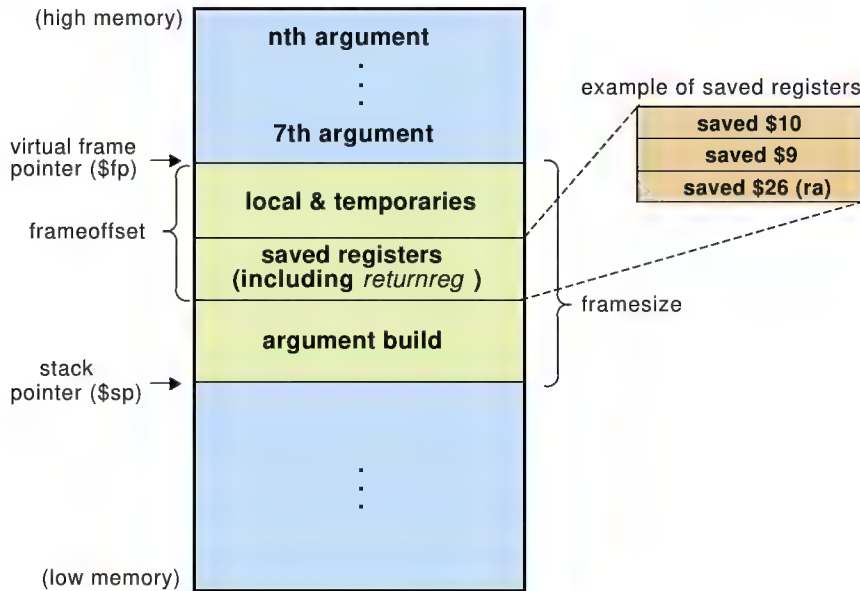 (high memory)
nth argument
.
.
.
7th argument
example of saved registers
saved $10
saved $9
saved $26 (ra)
virtual frame
pointer ($fp)
local & temporaries
frameoffset
saved registers
(including returnreg )
framesize
argument build
stack
pointer ($sp)
.
.
.
(low memory)